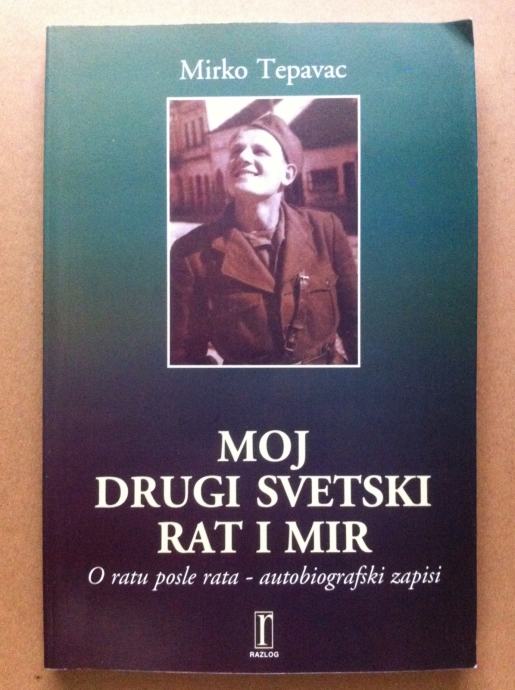 Mirko Tepavac
MOJ
DRUGI SVETSKI
RAT I MIR
O ratu posle rata - autobiografski zapisi
r
RAZLOG